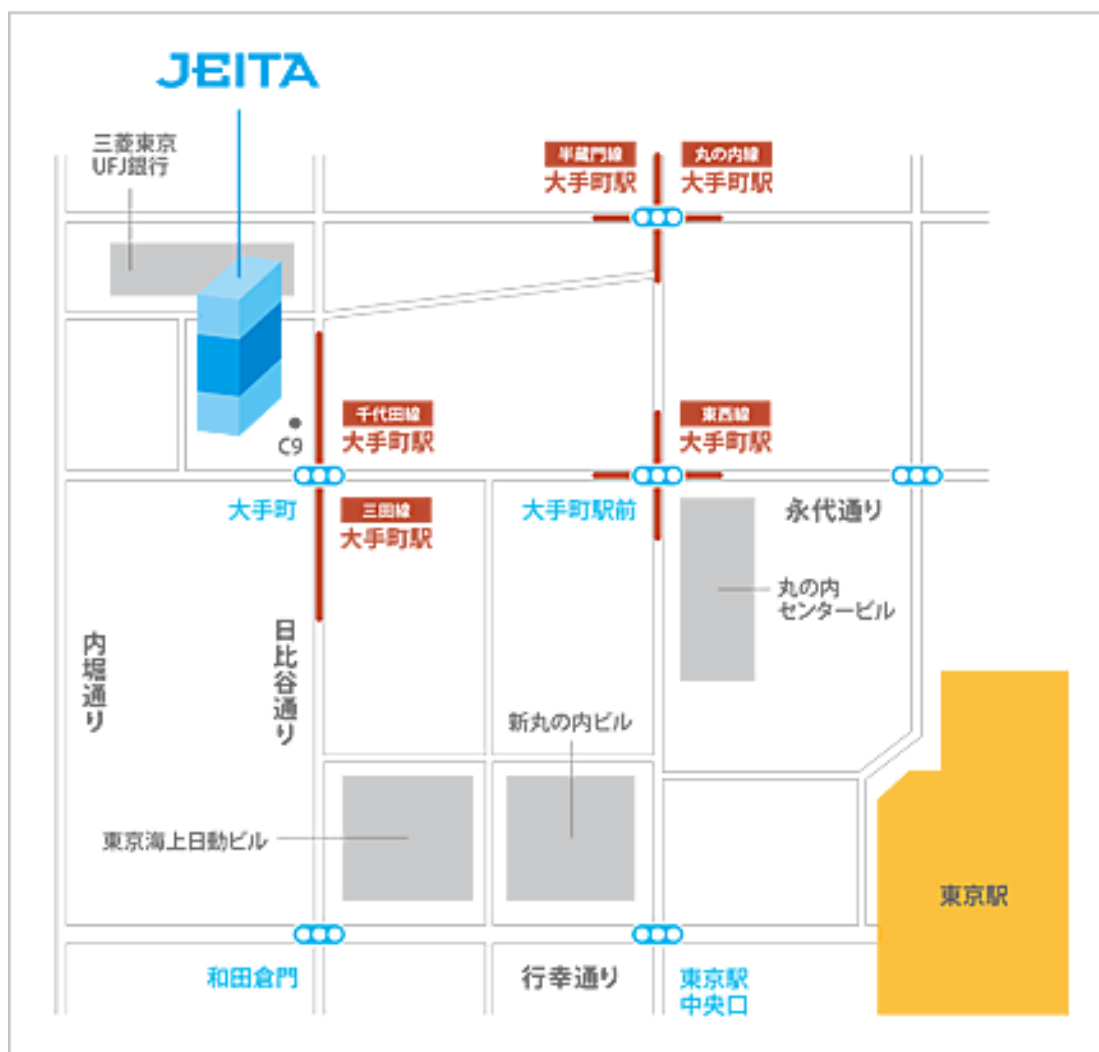 JEITA
三菱東京
UFJ銀行
半蔵門線
大手町駅
丸の内線
大手町駅
千代田線
大手町駅
C9
東西線
大手町駅
大手町
三田線
大手町駅
大手町駅前
永代通り
丸の内
センタービル
内堀通り
日比谷通り
新丸の内ビル
東京海上日動ビル
東京駅
和田倉門
行幸通り
東京駅
中央口